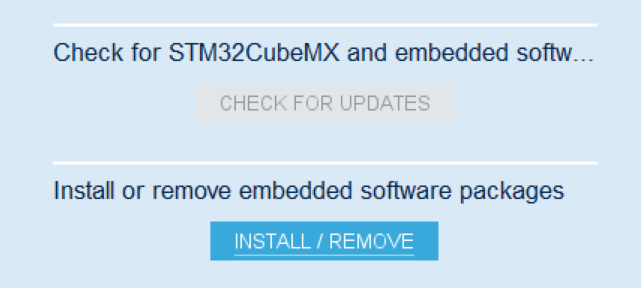 Check for STM32CubeMX and embedded softw...
CHECK FOR UPDATES
Install or remove embedded software packages
INSTALL / REMOVE